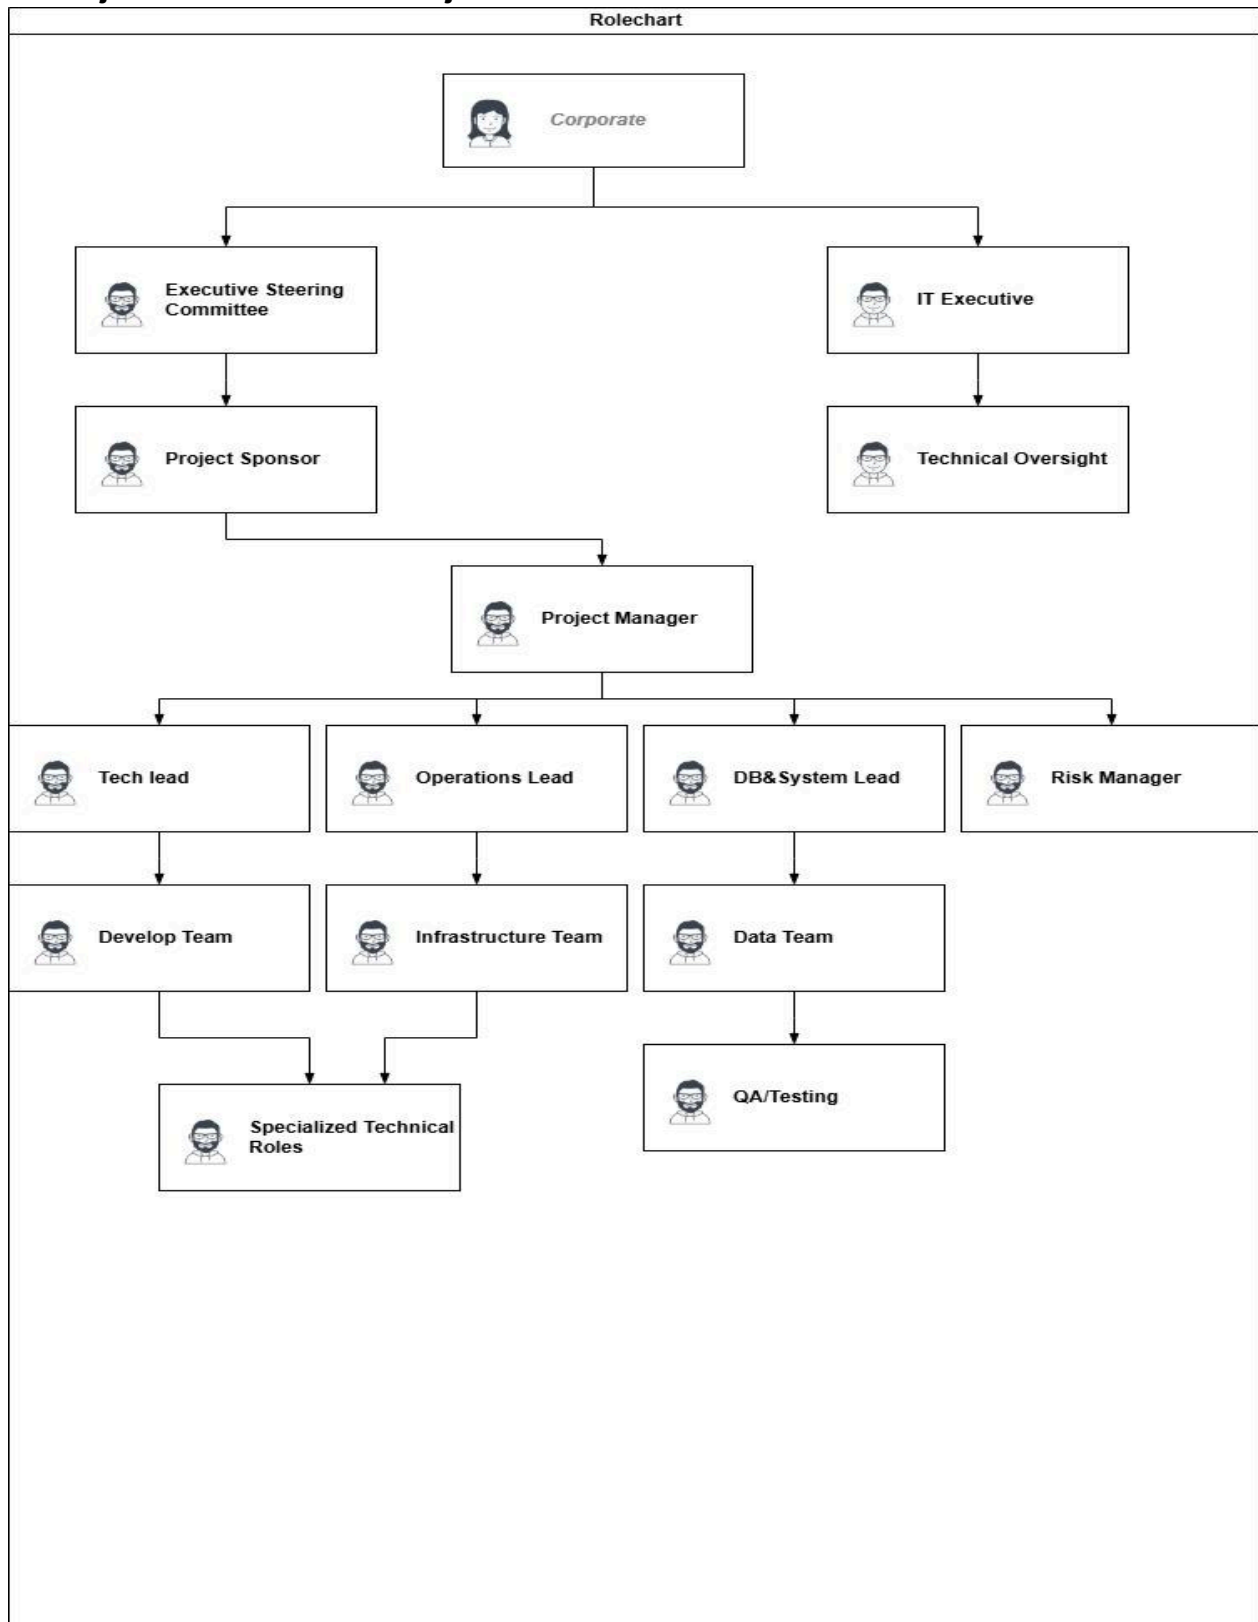 Rolechart
Corporate
Executive Steering
Committee
IT Executive
Project Sponsor
Technical Oversight
Project Manager
Tech lead
Operations Lead
DB&System Lead
Risk Manager
Develop Team
Infrastructure Team
Data Team
QA/Testing
Specialized Technical
Roles